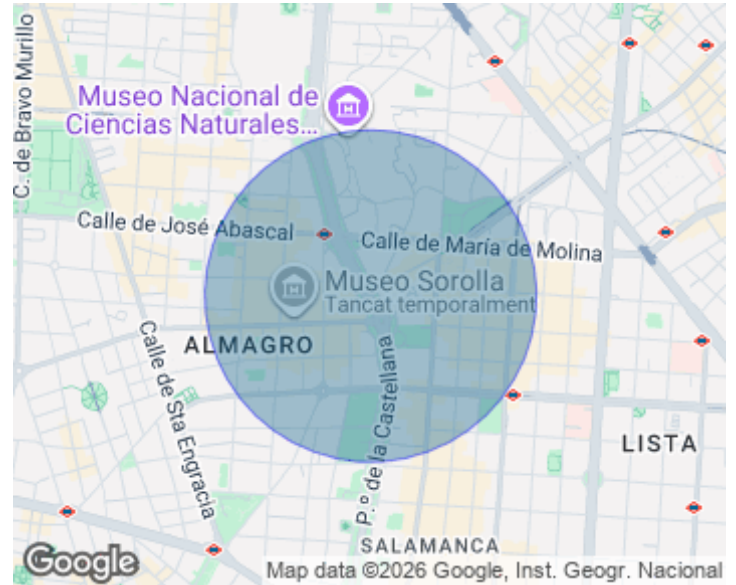 C. de Bravo Murillo
Museo Nacional de
Ciencias Naturales...
Calle de José Abascal
Calle de María de Molina
Museo Sorolla
Tancat temporalment
ALMAGRO
Calle de Sta Engracia
P.º de la Castellana
LISTA
SALAMANCA
Google
Map data ©2026 Google, Inst. Geogr. Nacional